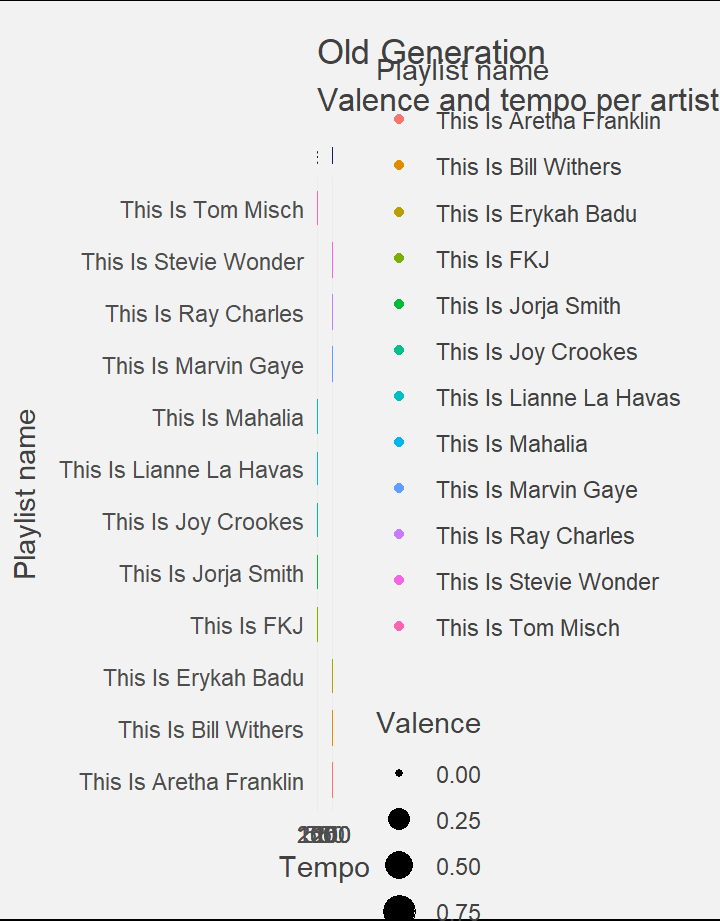 Old Generation
Valence and tempo per artist
Playlist name
This Is Tom Misch
This Is Stevie Wonder
This Is Ray Charles
This Is Marvin Gaye
This Is Mahalia
This Is Lianne La Havas
This Is Joy Crookes
This Is Jorja Smith
This Is FKJ
This Is Erykah Badu
This Is Bill Withers
This Is Aretha Franklin
Tempo
Playlist name
This Is Aretha Franklin
This Is Bill Withers
This Is Erykah Badu
This Is FKJ
This Is Jorja Smith
This Is Joy Crookes
This Is Lianne La Havas
This Is Mahalia
This Is Marvin Gaye
This Is Ray Charles
This Is Stevie Wonder
This Is Tom Misch
Valence
0.00
0.25
0.50
0.75